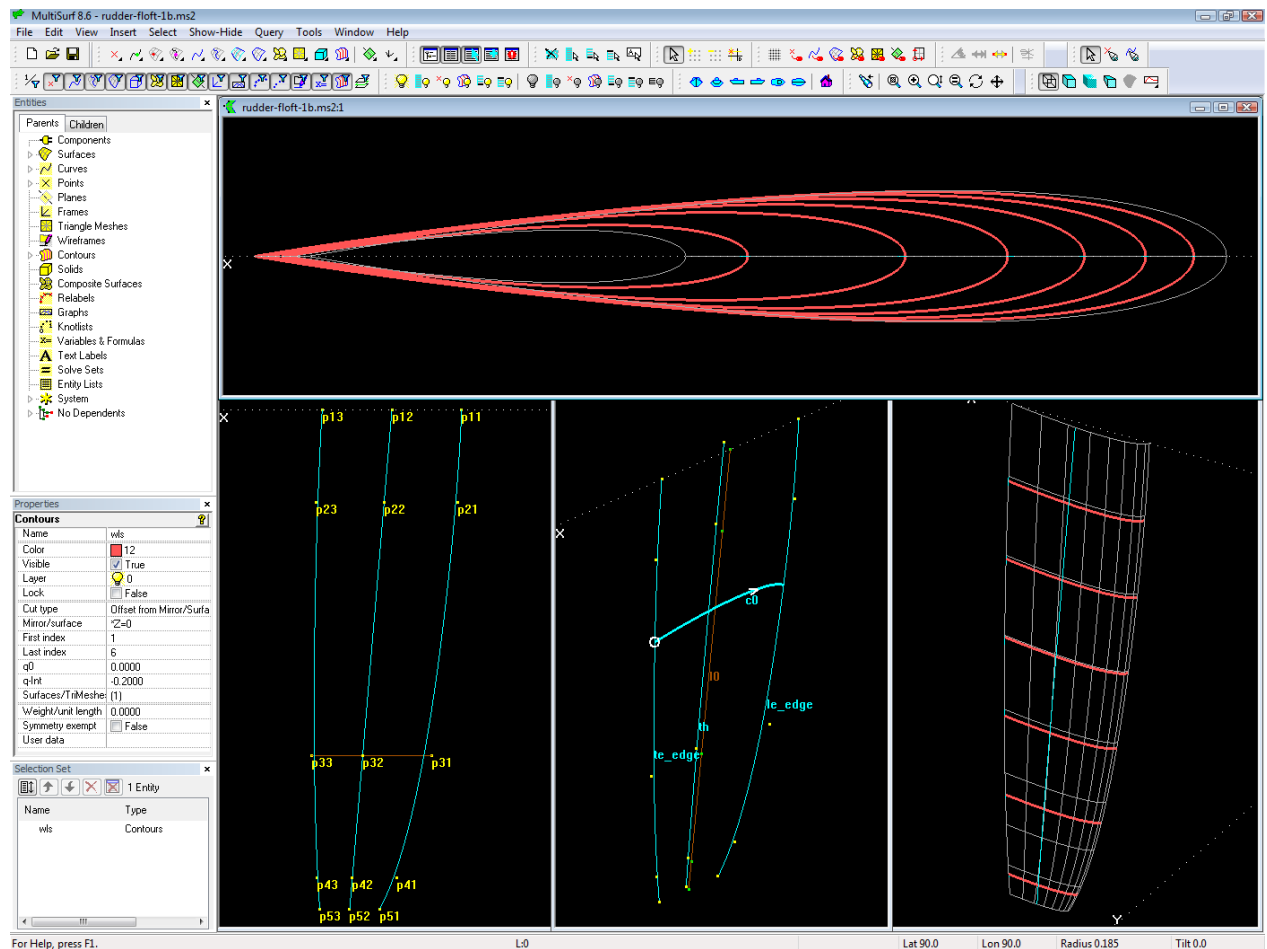 MultiSurf 8.6 - rudder-floft-1b.ms2
File Edit View Insert Select Show-Hide Query Tools Window Help
Entities
Parents Children
Components
Surfaces
Curves
Points
Planes
Frames
Triangle Meshes
Wireframes
Contours
Solids
Composite Surfaces
Relabels
Graphs
Knotlists
Variables & Formulas
Text Labels
Solve Sets
Entity Lists
System
No Dependents
Properties
Contours
Name wls
Color 12
Visible True
Layer 0
Lock False
Cut type Offset from Mirror/Surfa
Mirror/surface *Z=0
First index 1
Last index 6
q0 0.0000
q-Int -0.2000
Surfaces/TriMeshe: (1)
Weight/unit length 0.0000
Symmetry exempt False
User data
Selection Set
1 Entity
Name Type
wls Contours
rudder-floft-1b.ms2:1
X
X
p13 p12 p11
p23 p22 p21
p33 p32 p31
p43 p42 p41
p53 p52 p51
X
c0
l0
le_edge
th
te_edge
Y
For Help, press F1. L:0 Lat 90.0 Lon 90.0 Radius 0.185 Tilt 0.0